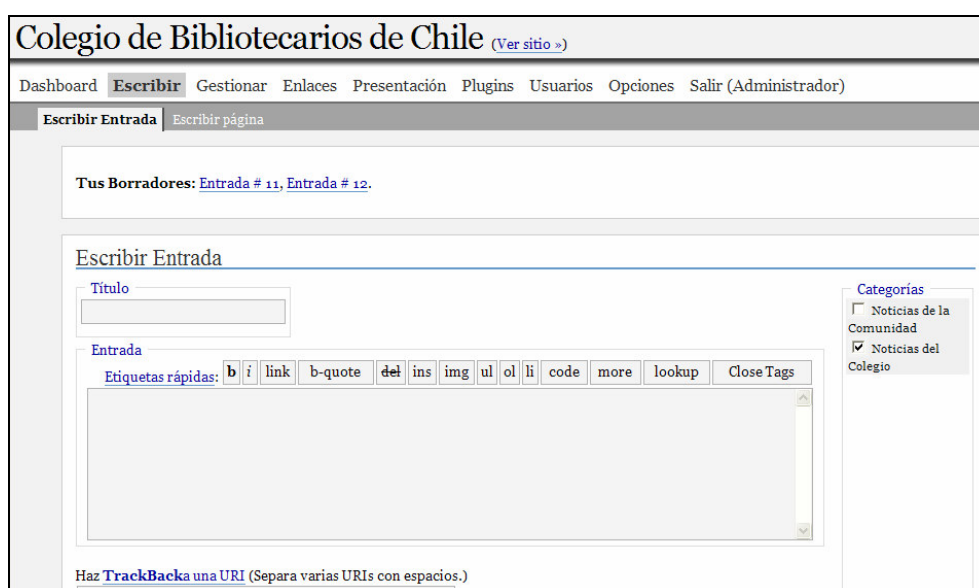 Colegio de Bibliotecarios de Chile (Ver sitio »)
Dashboard Escribir Gestionar Enlaces Presentación Plugins Usuarios Opciones Salir (Administrador)
Escribir Entrada Escribir página
Tus Borradores: Entrada # 11, Entrada # 12.
Escribir Entrada
Título
Entrada
Etiquetas rápidas: b i link b-quote del ins img ul ol li code more lookup Close Tags
Categorías
Noticias de la
Comunidad
Noticias del
Colegio
Haz TrackBacka una URI (Separa varias URIs con espacios.)